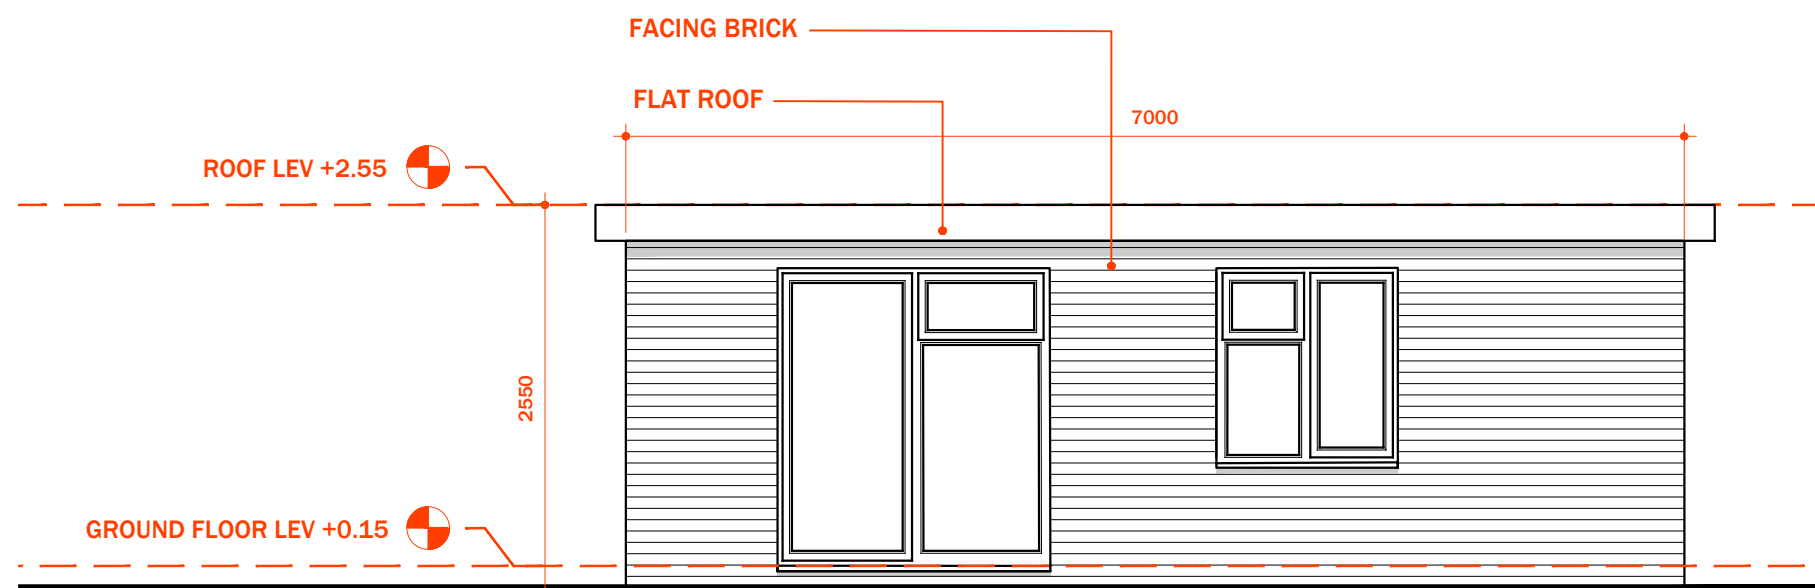 FACING BRICK
FLAT ROOF
7000
ROOF LEV +2.55
2550
GROUND FLOOR LEV +0.15